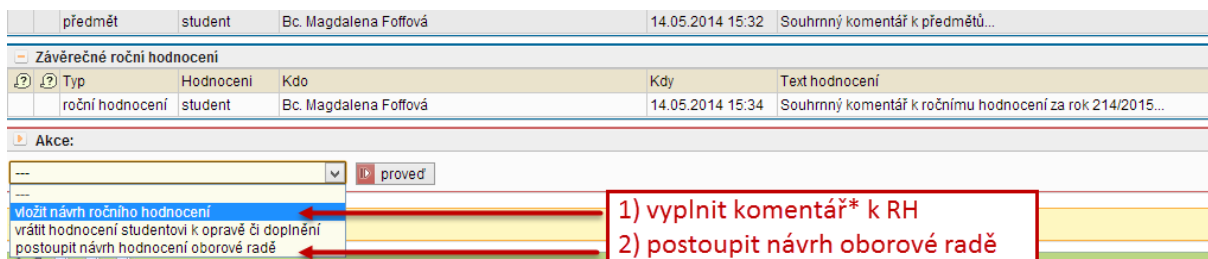 předmět student Bc. Magdalena Foffová 14.05.2014 15:32 Souhrnný komentář k předmětů...
Závěrečné roční hodnocení
Typ Hodnoceni Kdo Kdy Text hodnocení
roční hodnocení student Bc. Magdalena Foffová 14.05.2014 15:34 Souhrnný komentář k ročnímu hodnocení za rok 214/2015...
Akce:
--- proveď
---
vložit návrh ročního hodnocení
vrátit hodnocení studentovi k opravě či doplnění
postoupit návrh hodnocení oborové radě
1) vyplnit komentář* k RH
2) postoupit návrh oborové radě